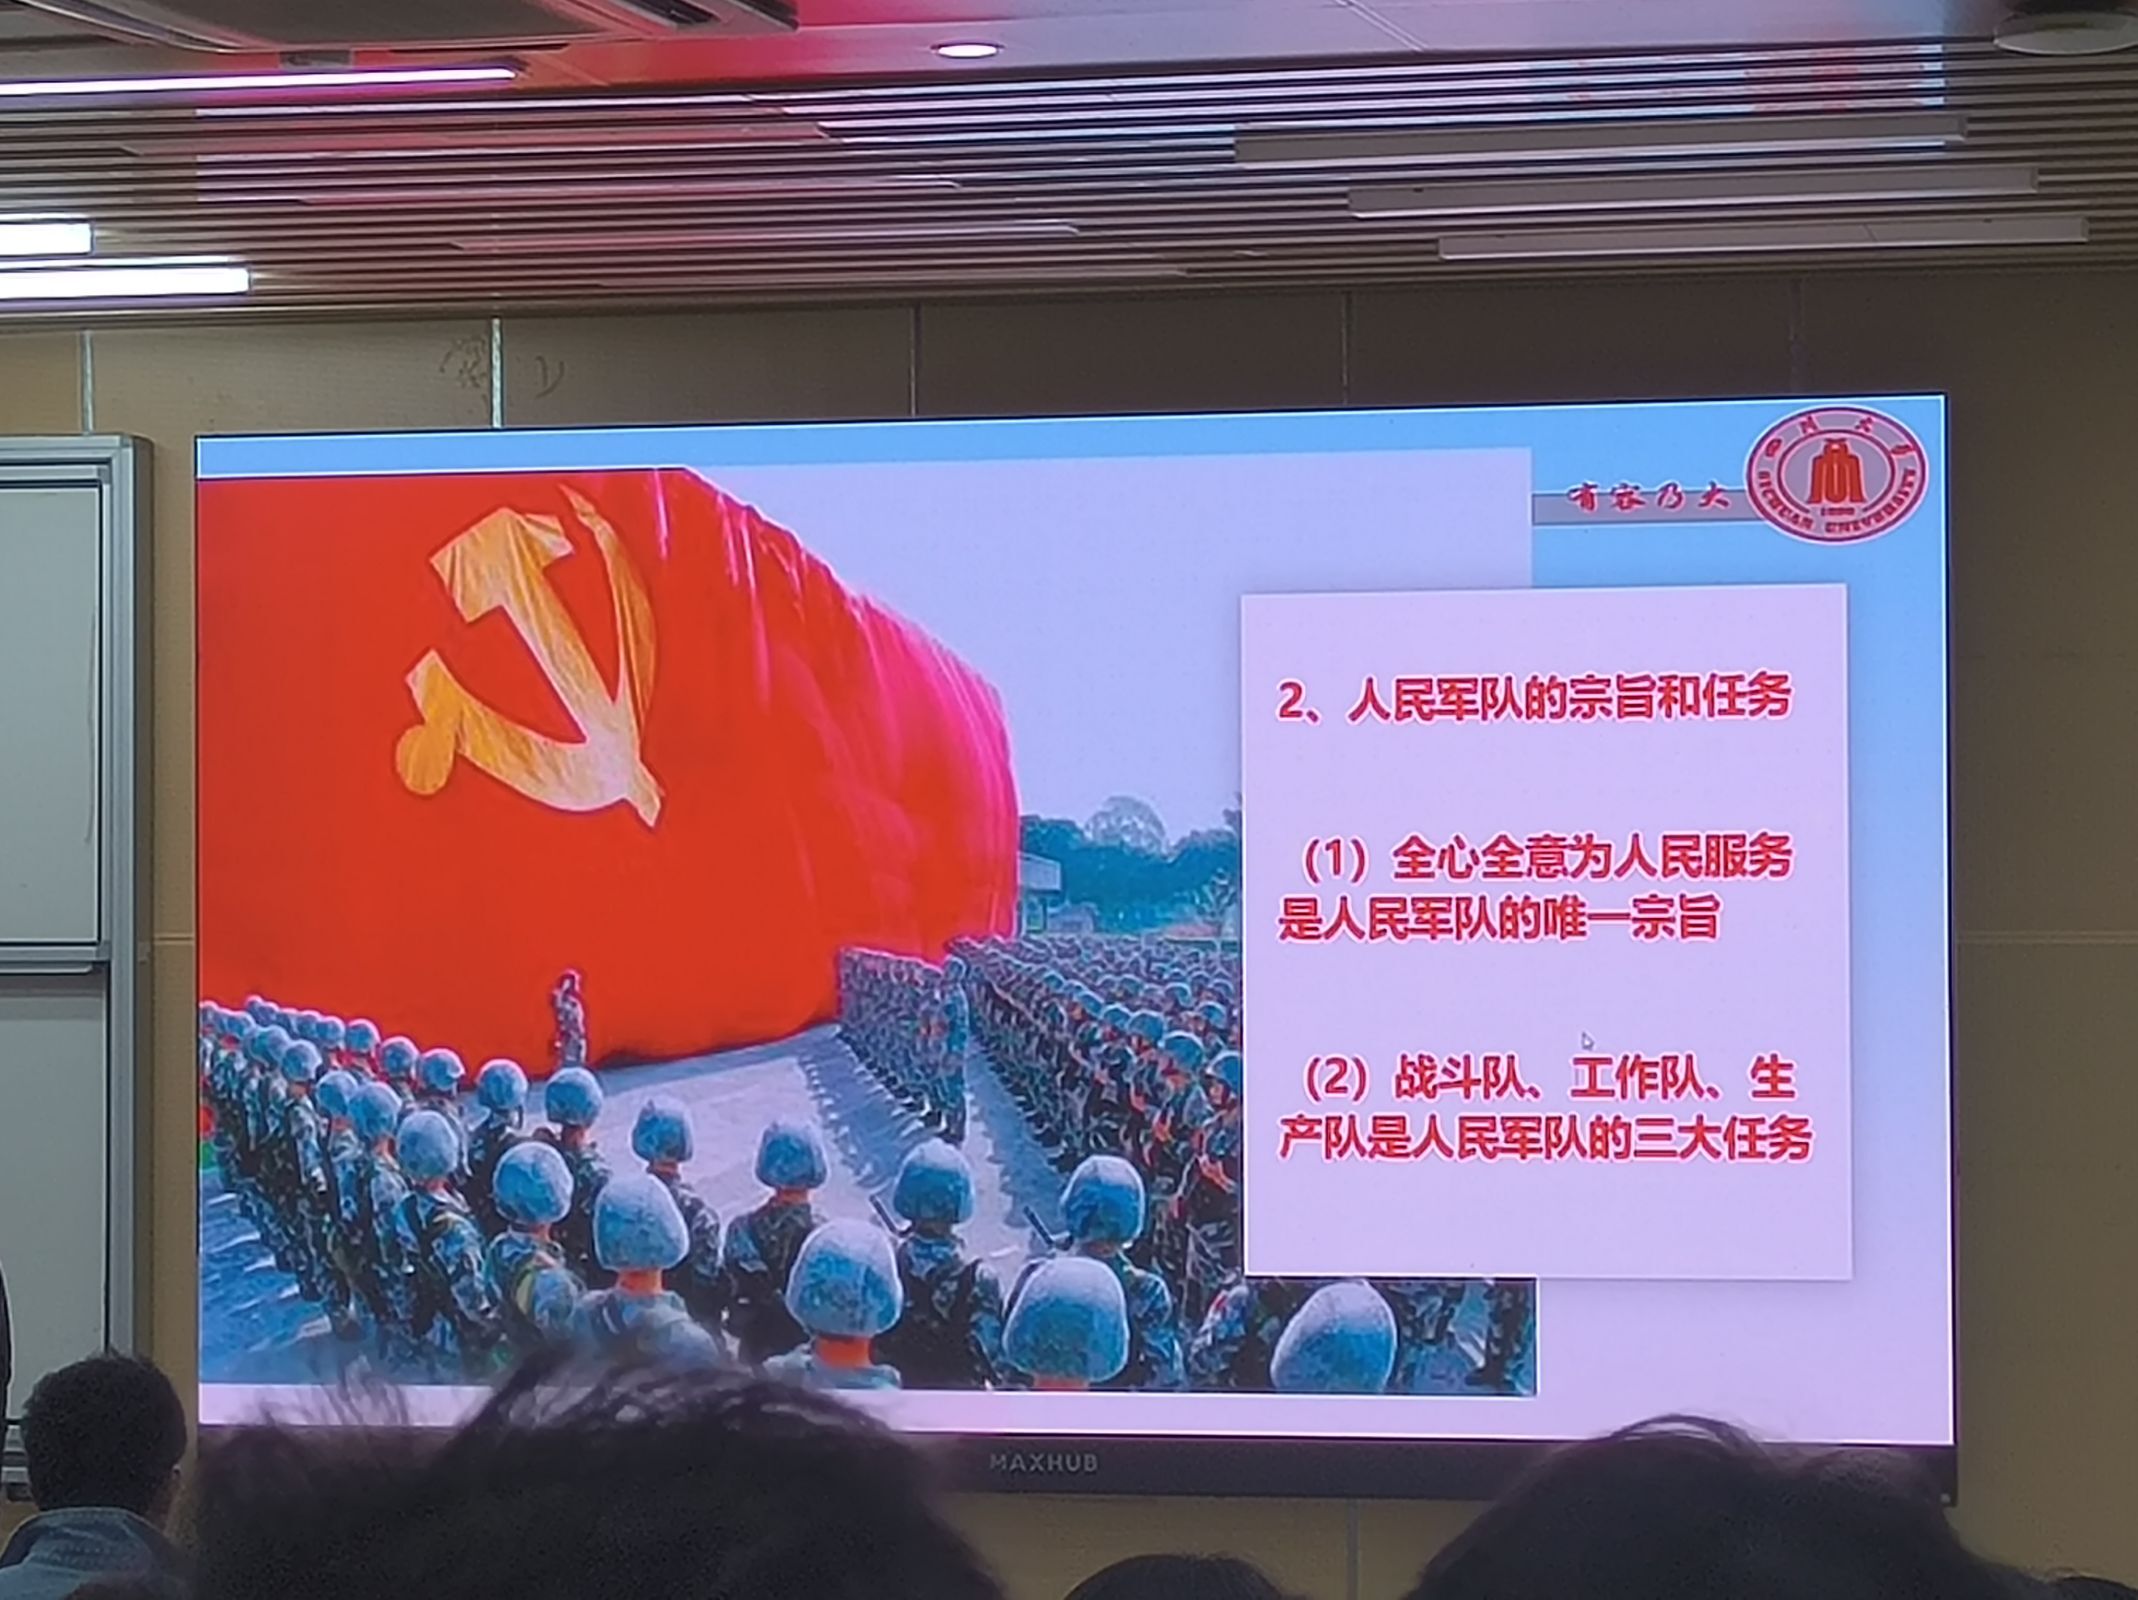 有容乃大
四川大学
SICHUAN UNIVERSITY
1896
2、人民军队的宗旨和任务
（1）全心全意为人民服务
是人民军队的唯一宗旨
（2）战斗队、工作队、生
产队是人民军队的三大任务
MAXHUB